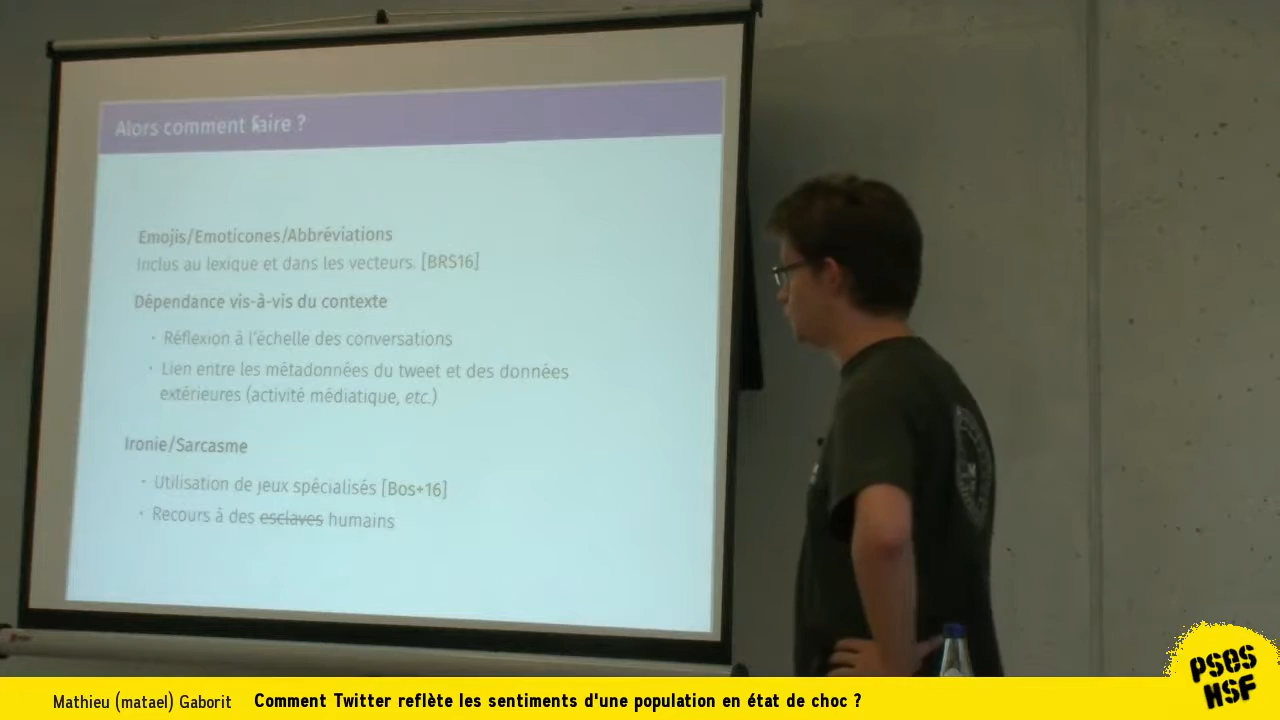 Alors comment faire ?
Emojis/Emoticones/Abbréviations
Inclus au lexique et dans les vecteurs. [BRS16]
Dépendance vis-à-vis du contexte
· Réflexion à l'échelle des conversations
· Lien entre les métadonnées du tweet et des données
extérieures (activité médiatique, etc.)
Ironie/Sarcasme
· Utilisation de jeux spécialisés [Bos+16]
· Recours à des esclaves humains
PSES
HSF
Mathieu (matael) Gaborit Comment Twitter reflète les sentiments d'une population en état de choc ?